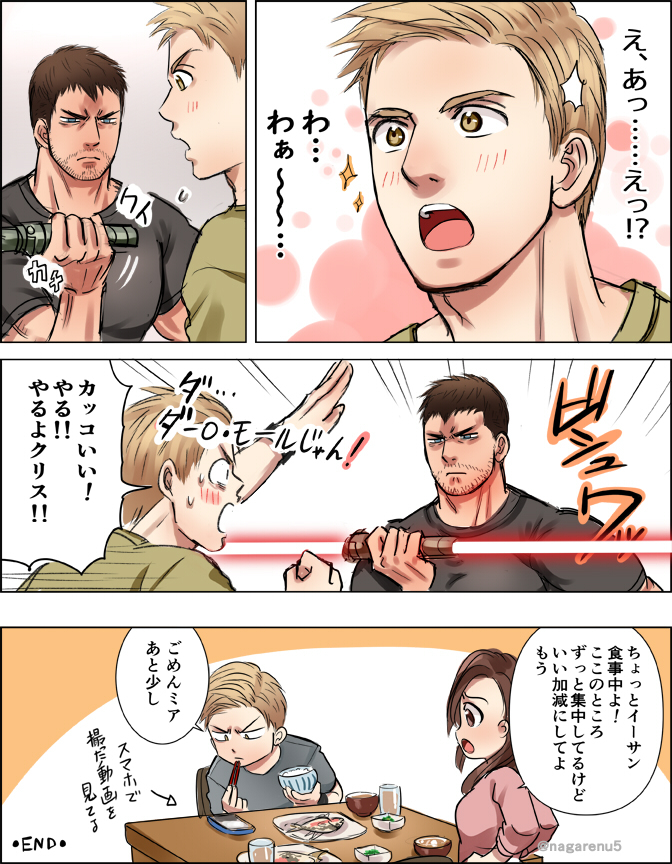 え、あっ……えっ!?
わ…
わぁ～～…
クイ
カチ
ビシュワッ
ダ…
ダーｏ・モールじゃん!
カッコいい!
やる!!
やるよクリス!!
ちょっとイーサン
食事中よ!
ここのところ
ずっと集中してるけど
いい加減にしてよ
もう
ごめんミア
あと少し
スマホで
撮った動画を
見てる
•END•
@nagarenu5